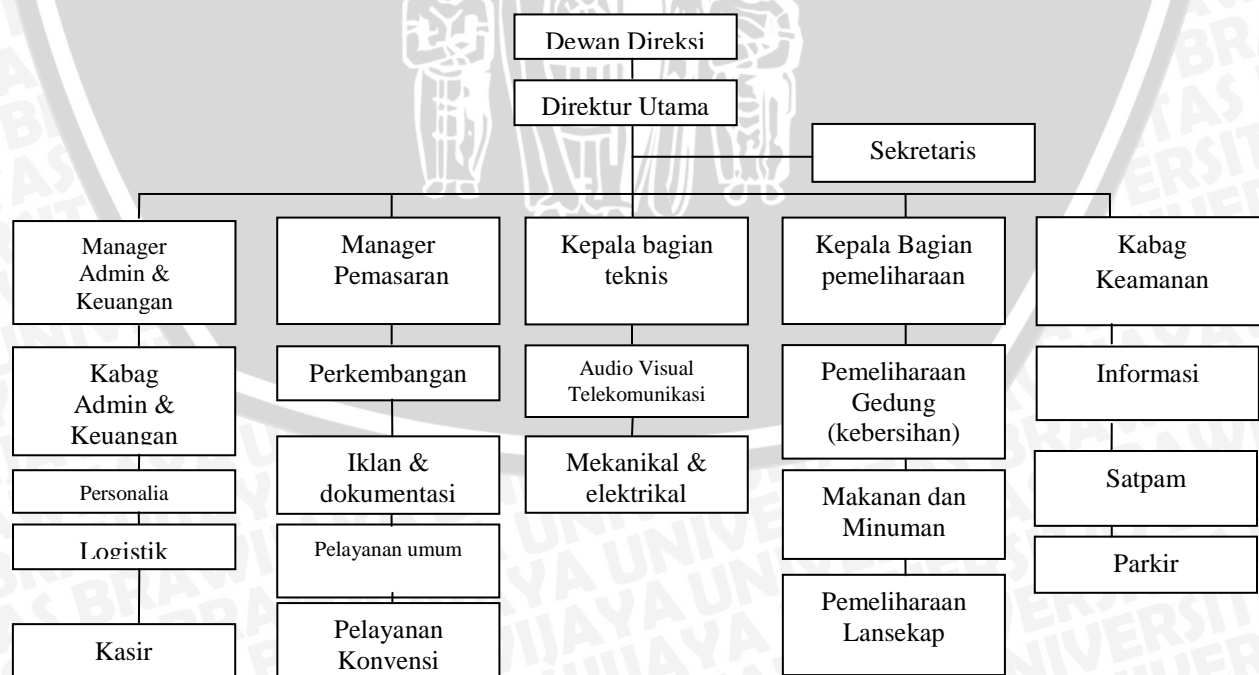 Dewan Direksi
Direktur Utama
Sekretaris
Manager
Admin &
Keuangan
Manager
Pemasaran
Kepala bagian
teknis
Kepala Bagian
pemeliharaan
Kabag
Keamanan
Kabag
Admin &
Keuangan
Personalia
Logistik
Kasir
Perkembangan
Iklan &
dokumentasi
Pelayanan umum
Pelayanan
Konvensi
Audio Visual
Telekomunikasi
Mekanikal &
elektrikal
Pemeliharaan
Gedung
(kebersihan)
Makanan dan
Minuman
Pemeliharaan
Lansekap
Informasi
Satpam
Parkir